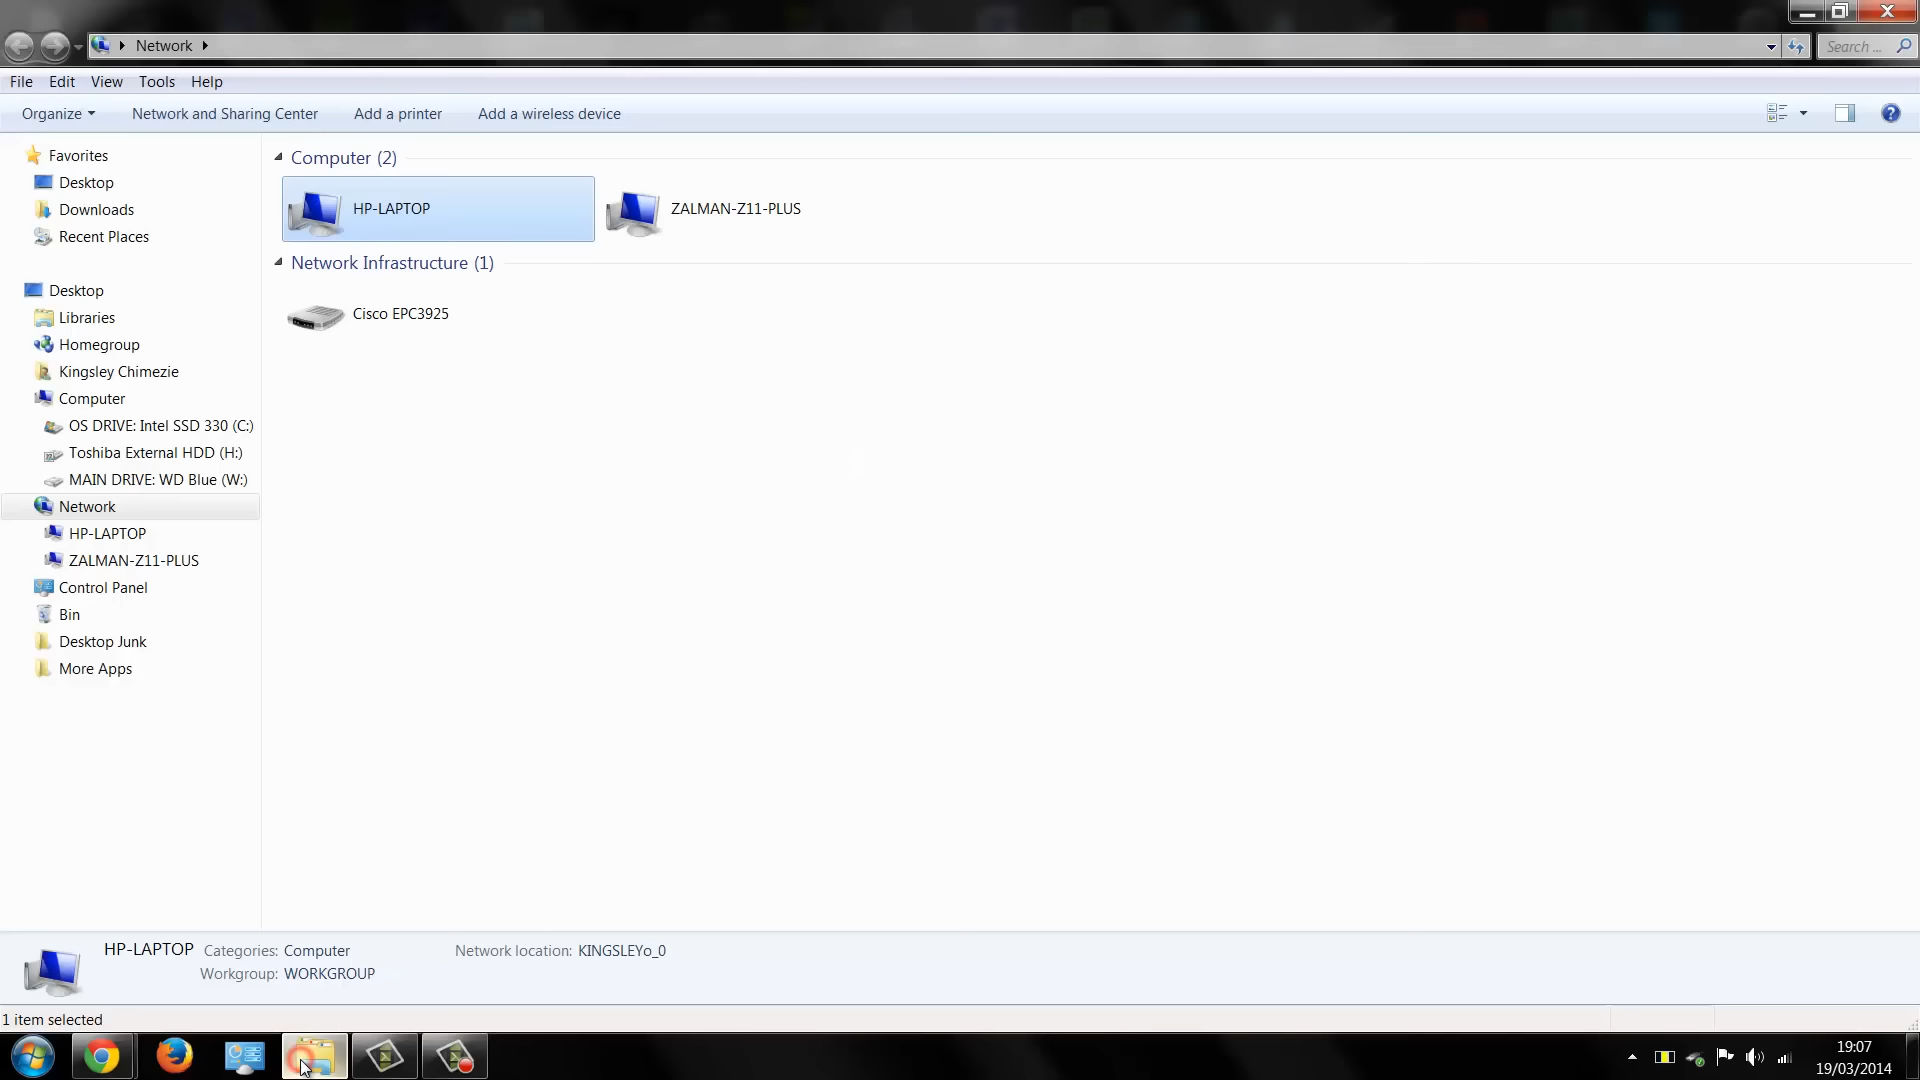 Network
Search ...
File Edit View Tools Help
Organize Network and Sharing Center Add a printer Add a wireless device
Favorites
Desktop
Downloads
Recent Places
Desktop
Libraries
Homegroup
Kingsley Chimezie
Computer
OS DRIVE: Intel SSD 330 (C:)
Toshiba External HDD (H:)
MAIN DRIVE: WD Blue (W:)
Network
HP-LAPTOP
ZALMAN-Z11-PLUS
Control Panel
Bin
Desktop Junk
More Apps
Computer (2)
HP-LAPTOP
ZALMAN-Z11-PLUS
Network Infrastructure (1)
Cisco EPC3925
HP-LAPTOP Categories: Computer Network location: KINGSLEYo_0
Workgroup: WORKGROUP
1 item selected
19:07
19/03/2014